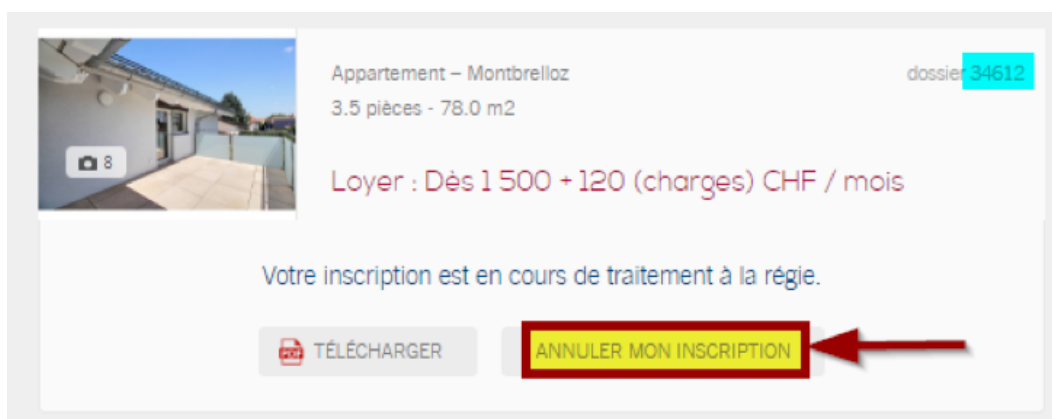 Appartement – Montbrelloz
dossier 34612
3.5 pièces - 78.0 m2
8
Loyer : Dès 1 500 + 120 (charges) CHF / mois
Votre inscription est en cours de traitement à la régie.
PDF TÉLÉCHARGER
ANNULER MON INSCRIPTION